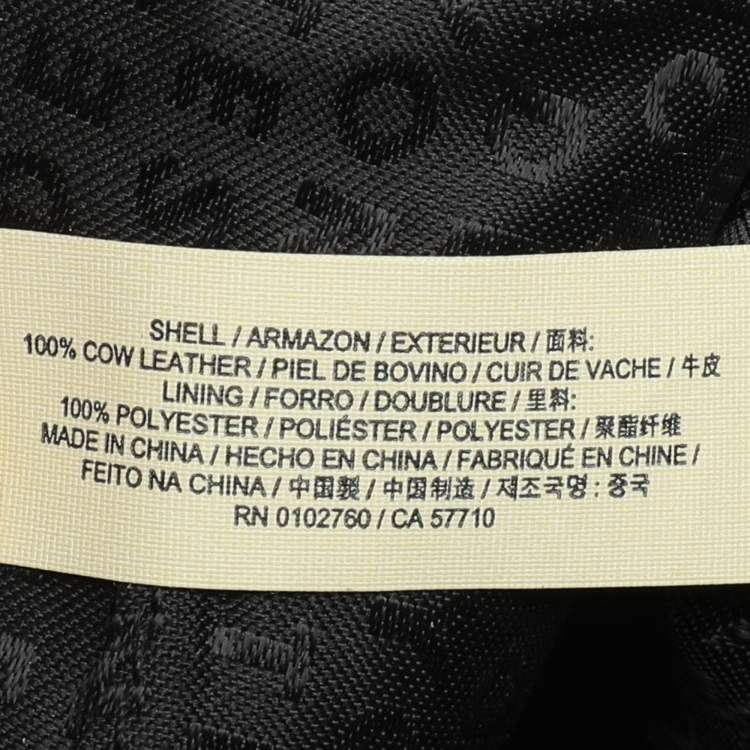 SHELL / ARMAZON / EXTERIEUR / 面料:
100% COW LEATHER / PIEL DE BOVINO / CUIR DE VACHE / 牛皮
LINING / FORRO / DOUBLURE / 里料:
100% POLYESTER / POLIÉSTER / POLYESTER / 聚酯纤维
MADE IN CHINA / HECHO EN CHINA / FABRIQUÉ EN CHINE /
FEITO NA CHINA / 中国製 / 中国制造 / 제조국명 : 중국
RN 0102760 / CA 57710